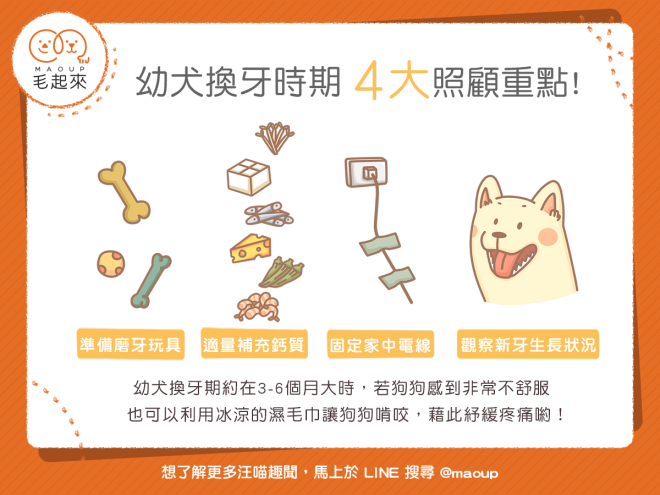 MAOUP
毛起來
幼犬換牙時期 4大照顧重點!
準備磨牙玩具
適量補充鈣質
固定家中電線
觀察新牙生長狀況
幼犬換牙期約在3-6個月大時，若狗狗感到非常不舒服
也可以利用冰涼的濕毛巾讓狗狗啃咬，藉此紓緩疼痛喲！
想了解更多汪喵趣聞，馬上於 LINE 搜尋 @maoup